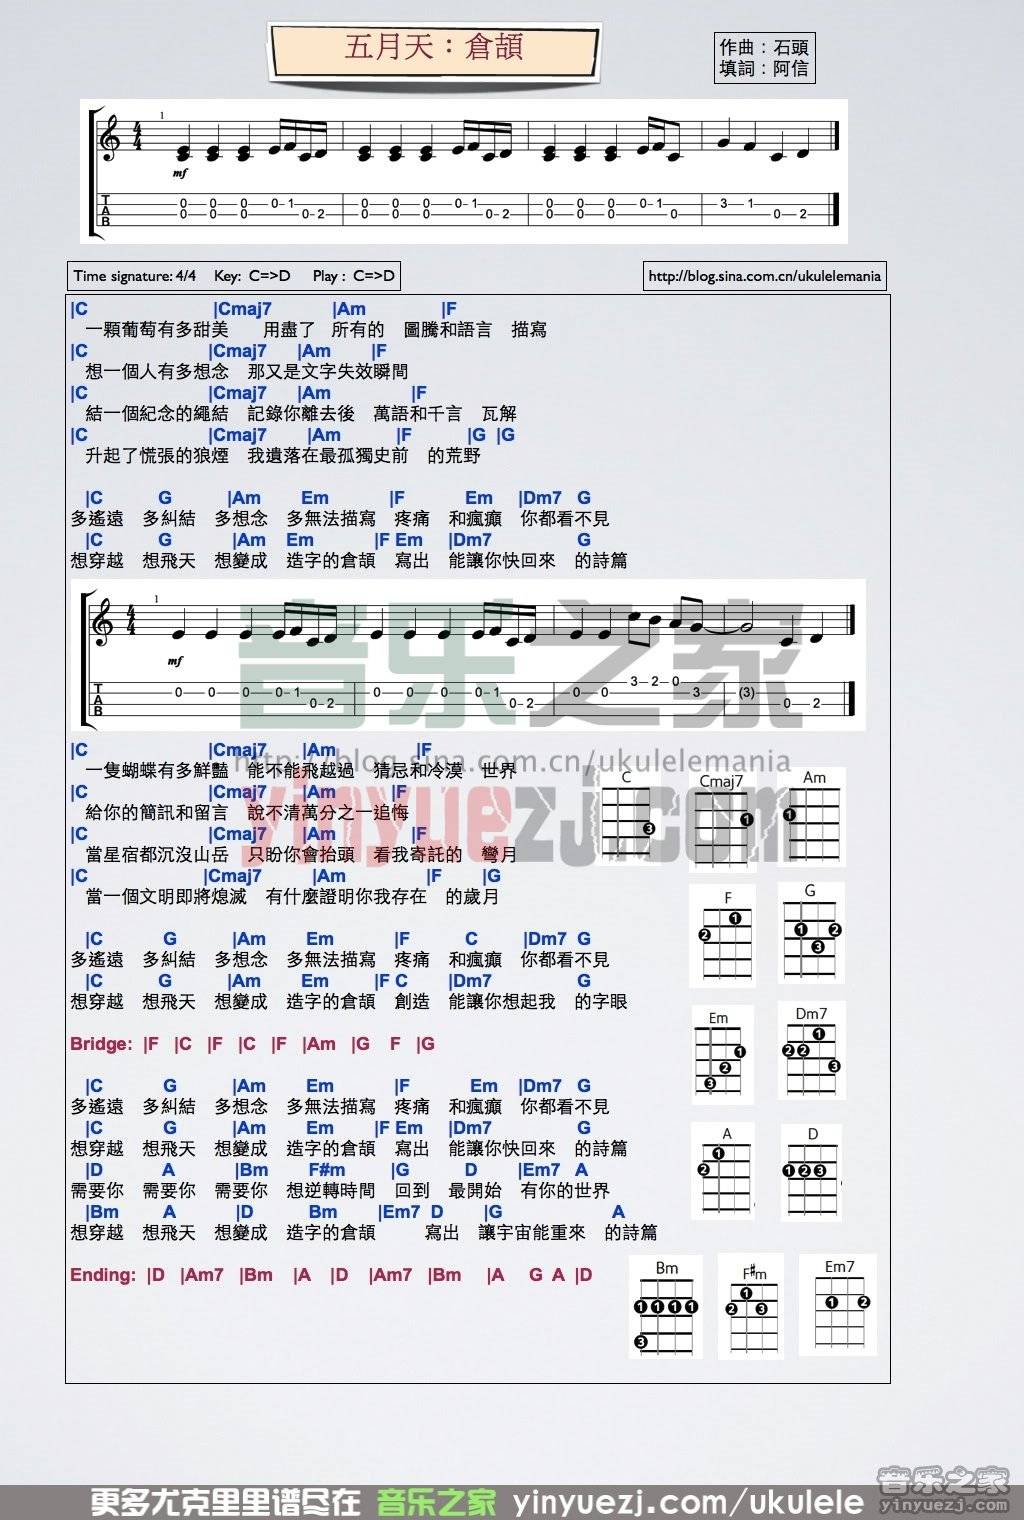 五月天：倉頡
作曲：石頭
填詞：阿信
1
mf
T A B 0 0 0 0 0 0 0 1 0 2 0 0 0 0 0 0 0 1 0 2 0 0 0 0 0 0 0 1 0 3 1 0 2
Time signature: 4/4 Key: C=>D Play : C=>D
http://blog.sina.com.cn/ukulelemania
|C |Cmaj7 |Am |F
一顆葡萄有多甜美 用盡了 所有的 圖騰和語言 描寫
|C |Cmaj7 |Am |F
想一個人有多想念 那又是文字失效瞬間
|C |Cmaj7 |Am |F
結一個紀念的繩結 記錄你離去後 萬語和千言 瓦解
|C |Cmaj7 |Am |F |G |G
升起了慌張的狼煙 我遺落在最孤獨史前 的荒野
|C G |Am Em |F Em |Dm7 G
多遙遠 多糾結 多想念 多無法描寫 疼痛 和瘋癲 你都看不見
|C G |Am Em |F Em |Dm7 G
想穿越 想飛天 想變成 造字的倉頡 寫出 能讓你快回來 的詩篇
1
mf
T A B 0 0 0 0 1 0 2 0 0 0 0 1 0 2 0 0 3 2 0 3 (3) 0 2
音乐之家
http://blog.sina.com.cn/ukulelemania
yinyuezj.com
|C |Cmaj7 |Am |F
一隻蝴蝶有多鮮豔 能不能飛越過 猜忌和冷漠 世界
|C |Cmaj7 |Am |F
給你的簡訊和留言 說不清萬分之一追悔
|C |Cmaj7 |Am |F
當星宿都沉沒山岳 只盼你會抬頭 看我寄託的 彎月
|C |Cmaj7 |Am |F |G
當一個文明即將熄滅 有什麼證明你我存在 的歲月
|C G |Am Em |F C |Dm7 G
多遙遠 多糾結 多想念 多無法描寫 疼痛 和瘋癲 你都看不見
|C G |Am Em |F C |Dm7 G
想穿越 想飛天 想變成 造字的倉頡 創造 能讓你想起我 的字眼
Bridge: |F |C |F |C |F |Am |G F |G
|C G |Am Em |F Em |Dm7 G
多遙遠 多糾結 多想念 多無法描寫 疼痛 和瘋癲 你都看不見
|C G |Am Em |F Em |Dm7 G
想穿越 想飛天 想變成 造字的倉頡 寫出 能讓你快回來 的詩篇
|D A |Bm F#m |G D |Em7 A
需要你 需要你 需要你 想逆轉時間 回到 最開始 有你的世界
|Bm A |D Bm |Em7 D |G A
想穿越 想飛天 想變成 造字的倉頡 寫出 讓宇宙能重來 的詩篇
Ending: |D |Am7 |Bm |A |D |Am7 |Bm |A G A |D
C Cmaj7 Am
3 1 1
F G
1 2 1 2 3
Em Dm7
1 2 3 1 2 2 3
A D
1 2 1 2 3
Bm F#m Em7
1 1 1 1 3 1 2 3 1 2
音乐之家
yinyuezj.com
更多尤克里里谱尽在 音乐之家 yinyuezj.com/ukulele